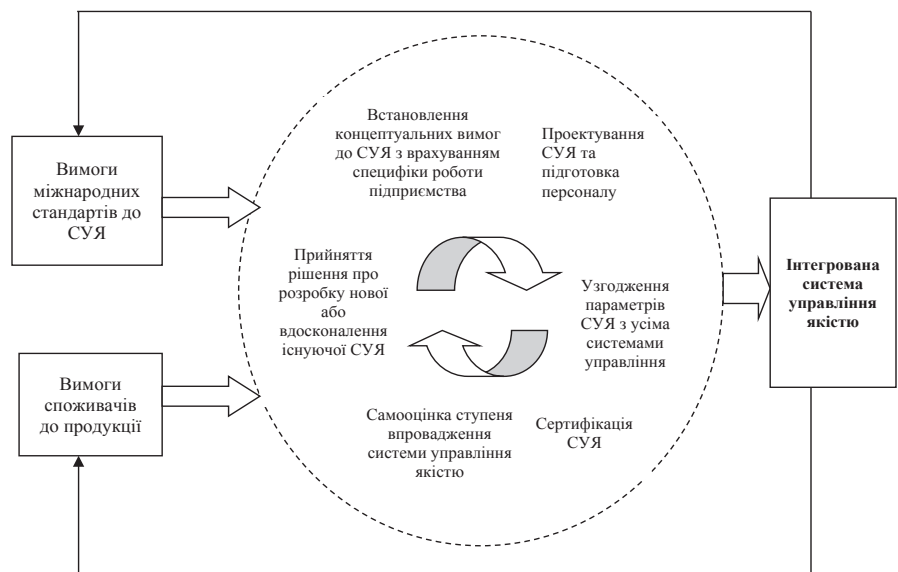 Вимоги
міжнародних
стандартів до
СУЯ
Вимоги
споживачів
до продукції
Встановлення
концептуальних вимог
до СУЯ з врахуванням
специфіки роботи
підприємства
Проектування
СУЯ та
підготовка
персоналу
Прийняття
рішення про
розробку нової
або
вдосконалення
існуючої СУЯ
Узгодження
параметрів
СУЯ з усіма
системами
управління
Самооцінка ступеня
впровадження
системи управління
якістю
Сертифікація
СУЯ
Інтегрована
система
управління
якістю